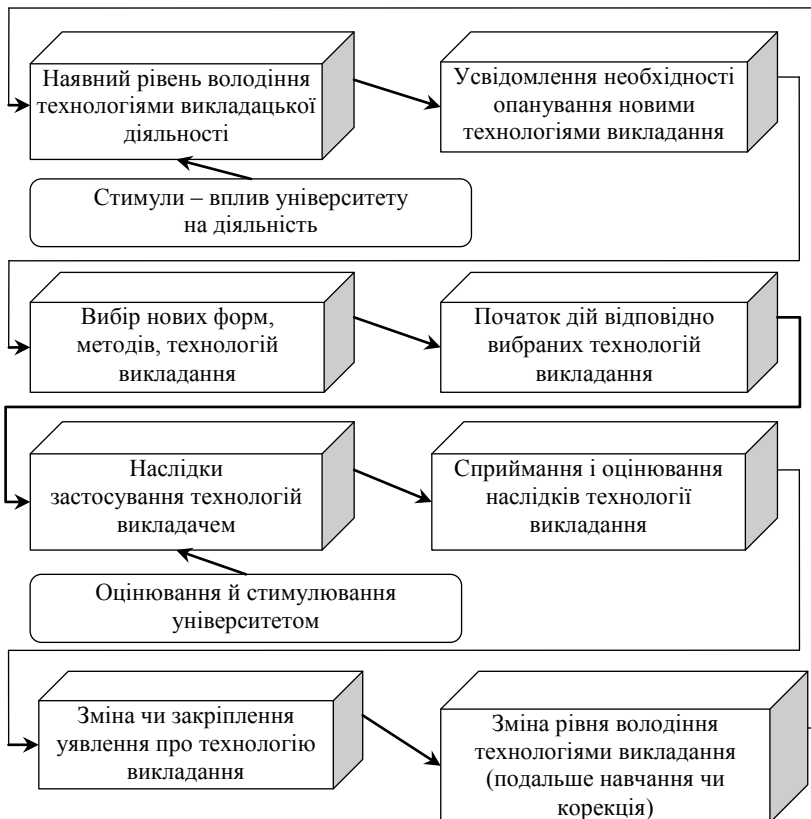 Наявний рівень володіння
технологіями викладацької
діяльності
Усвідомлення необхідності
опанування новими
технологіями викладання
Стимули – вплив університету
на діяльність
Вибір нових форм,
методів, технологій
викладання
Початок дій відповідно
вибраних технологій
викладання
Наслідки
застосування технологій
викладачем
Сприймання і оцінювання
наслідків технології
викладання
Оцінювання й стимулювання
університетом
Зміна чи закріплення
уявлення про технологію
викладання
Зміна рівня володіння
технологіями викладання
(подальше навчання чи
корекція)